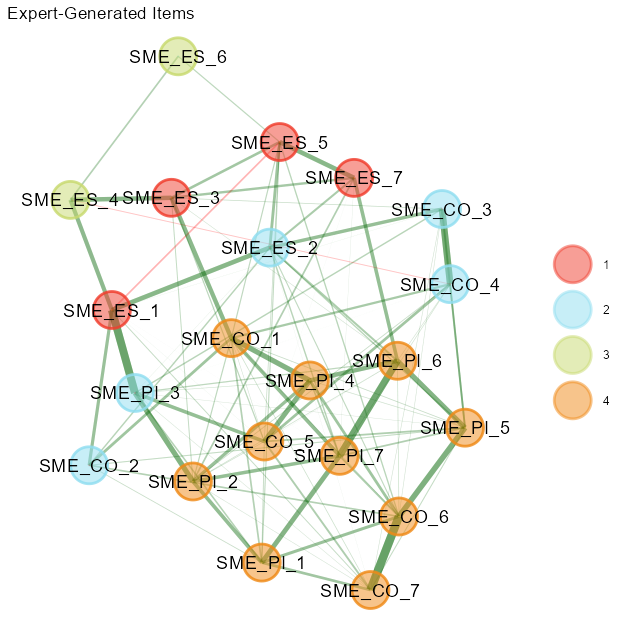 Expert-Generated Items
SME_ES_6
SME_ES_5
SME_ES_7
SME_ES_4
SME_ES_3
SME_CO_3
SME_ES_2
SME_CO_4
1
SME_ES_1
2
SME_CO_1
3
SME_PI_6
SME_PI_4
SME_PI_3
4
SME_PI_5
SME_CO_5
SME_PI_7
SME_CO_2
SME_PI_2
SME_CO_6
SME_PI_1
SME_CO_7